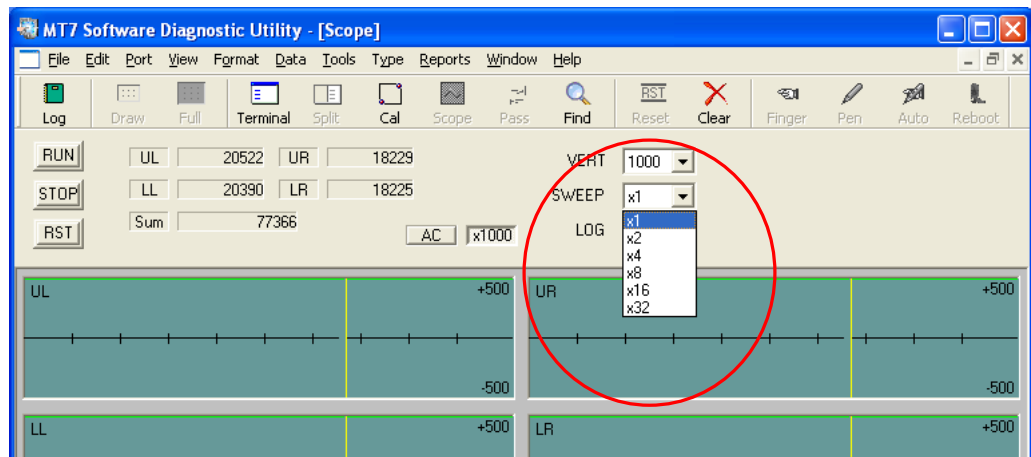 MT7 Software Diagnostic Utility - [Scope]
File Edit Port View Format Data Tools Type Reports Window Help
Log Draw Full Terminal Split Cal Scope Pass Find RST Reset Clear Finger Pen Auto Reboot
RUN UL 20522 UR 18229 VERT 1000
STOP LL 20390 LR 18225 SWEEP x1
RST Sum 77366 AC x1000 LOG
x1
x2
x4
x8
x16
x32
UL +500 UR +500
-500 -500
LL +500 LR +500